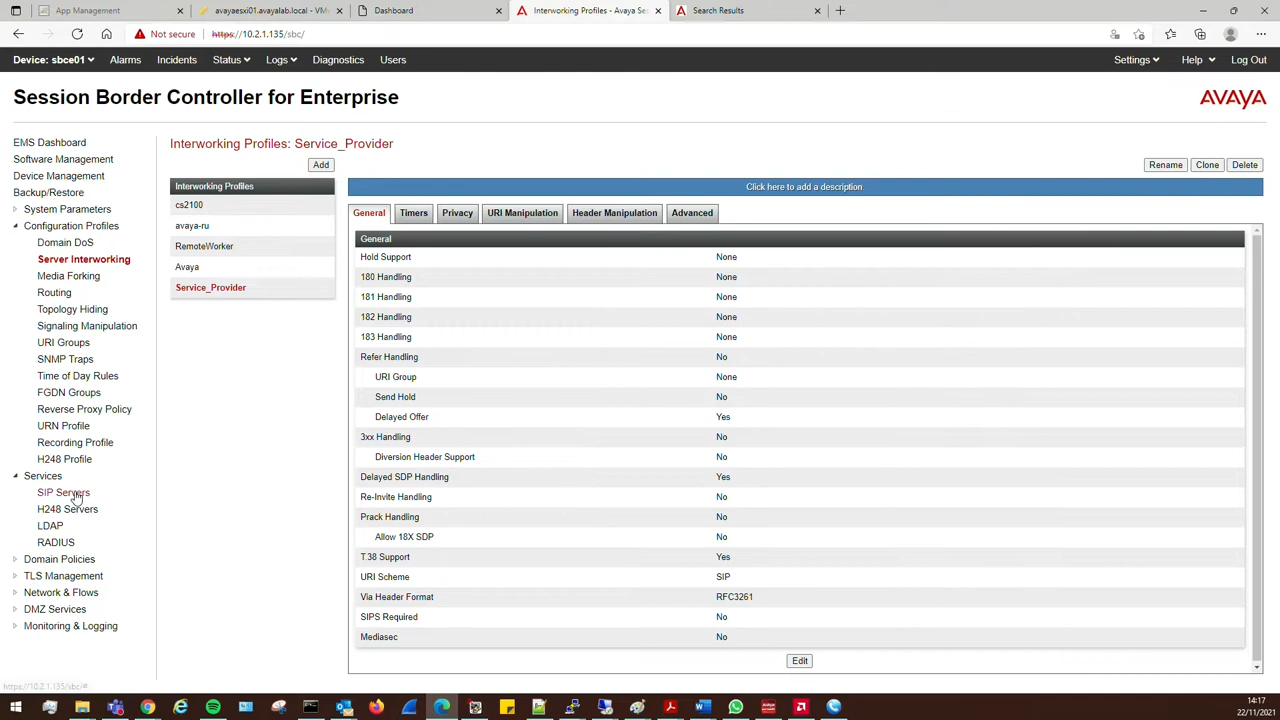 App Management
avayaesxi01.avayalab.local - VM
Dashboard
Interworking Profiles - Avaya Ses
Search Results
Not secure
https://10.2.1.135/sbc/
Device: sbce01
Alarms
Incidents
Status
Logs
Diagnostics
Users
Settings
Help
Log Out
Session Border Controller for Enterprise
AVAYA
EMS Dashboard
Software Management
Device Management
Backup/Restore
System Parameters
Configuration Profiles
Domain DoS
Server Interworking
Media Forking
Routing
Topology Hiding
Signaling Manipulation
URI Groups
SNMP Traps
Time of Day Rules
FGDN Groups
Reverse Proxy Policy
URN Profile
Recording Profile
H248 Profile
Services
SIP Servers
H248 Servers
LDAP
RADIUS
Domain Policies
TLS Management
Network & Flows
DMZ Services
Monitoring & Logging
Interworking Profiles: Service_Provider
Add
Rename
Clone
Delete
Interworking Profiles
cs2100
avaya-ru
RemoteWorker
Avaya
Service_Provider
Click here to add a description.
General
Timers
Privacy
URI Manipulation
Header Manipulation
Advanced
General
Hold Support None
180 Handling None
181 Handling None
182 Handling None
183 Handling None
Refer Handling No
URI Group None
Send Hold No
Delayed Offer Yes
3xx Handling No
Diversion Header Support No
Delayed SDP Handling Yes
Re-Invite Handling No
Prack Handling No
Allow 18X SDP No
T.38 Support Yes
URI Scheme SIP
Via Header Format RFC3261
SIPS Required No
Mediasec No
Edit
https://10.2.1.135/sbc/#
14:17
22/11/2021